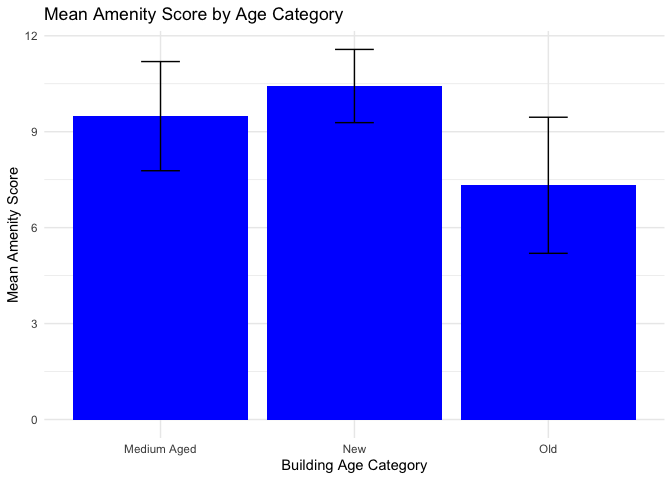 Mean Amenity Score by Age Category
12
9
6
3
0
Mean Amenity Score
Medium Aged New Old
Building Age Category